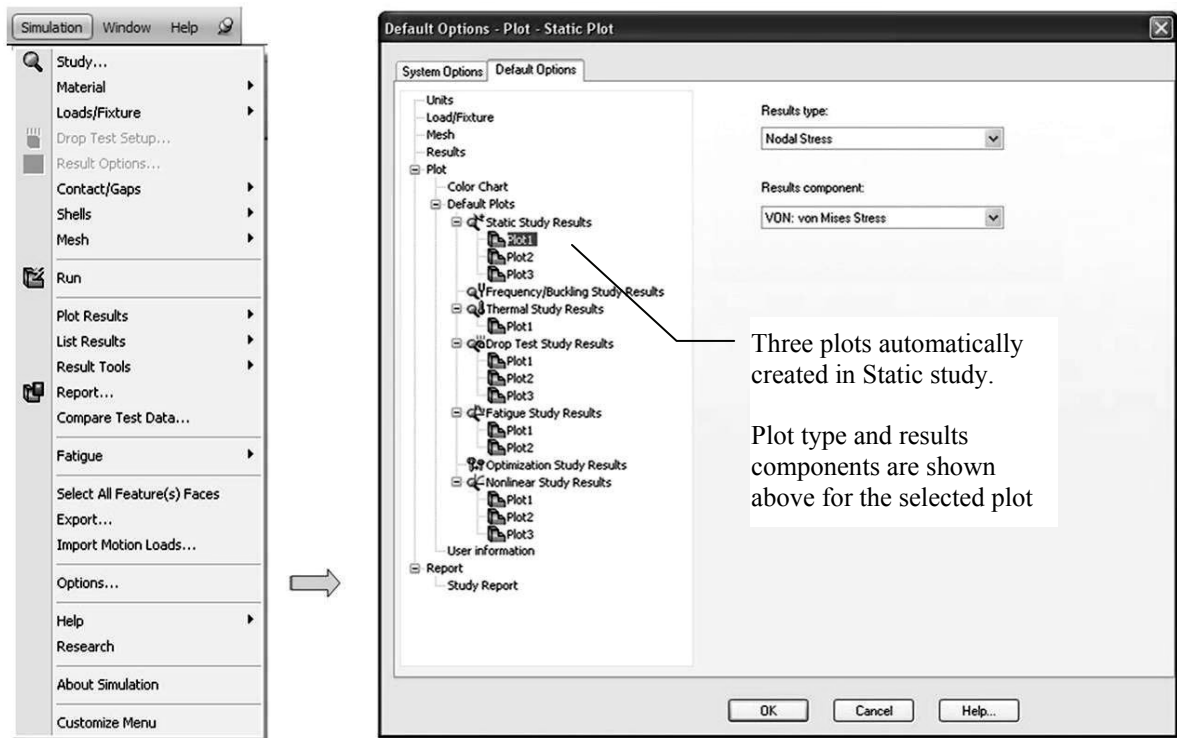 Simulation Window Help
Study...
Material
Loads/Fixture
Drop Test Setup...
Result Options...
Contact/Gaps
Shells
Mesh
Run
Plot Results
List Results
Result Tools
Report...
Compare Test Data...
Fatigue
Select All Feature(s) Faces
Export...
Import Motion Loads...
Options...
Help
Research
About Simulation
Customize Menu
Default Options - Plot - Static Plot
System Options Default Options
Units
Load/Fixture
Mesh
Results
Plot
Color Chart
Default Plots
Static Study Results
Plot1
Plot2
Plot3
Frequency/Buckling Study Results
Thermal Study Results
Plot1
Drop Test Study Results
Plot1
Plot2
Plot3
Fatigue Study Results
Plot1
Plot2
Optimization Study Results
Nonlinear Study Results
Plot1
Plot2
Plot3
User information
Report
Study Report
Results type:
Nodal Stress
Results component:
VON: von Mises Stress
Three plots automatically
created in Static study.
Plot type and results
components are shown
above for the selected plot
OK Cancel Help...